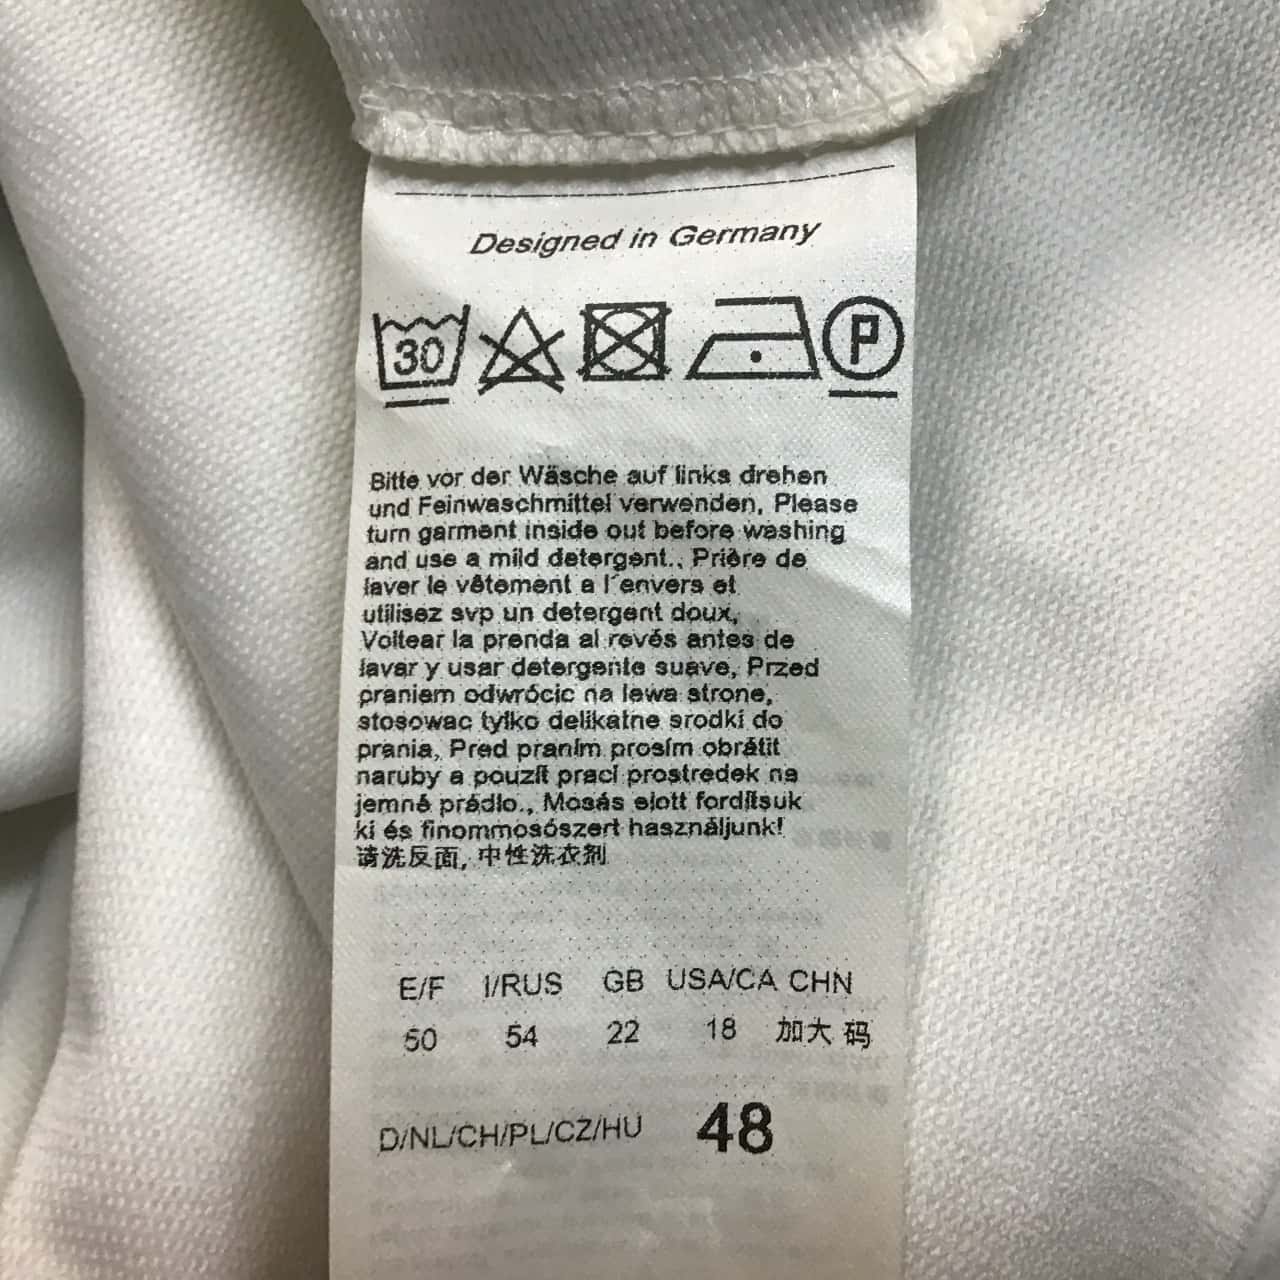 Designed in Germany
30 P
Bitte vor der Wäsche auf links drehen
und Feinwaschmittel verwenden, Please
turn garment inside out before washing
and use a mild detergent., Prière de
laver le vêtement a l´envers et
utilisez svp un detergent doux,
Voltear la prenda al revés antes de
lavar y usar detergente suave, Przed
praniem odwrócic na lewa strone,
stosowac tylko delikatne srodki do
prania, Pred praním prosím obrátit
naruby a pouzít prací prostredek na
jemné prádlo., Mosás elott fordítsuk
ki és finommosószert használjunk!
请洗反面, 中性洗衣剂
E/F I/RUS GB USA/CA CHN
50 54 22 18 加大码
D/NL/CH/PL/CZ/HU 48